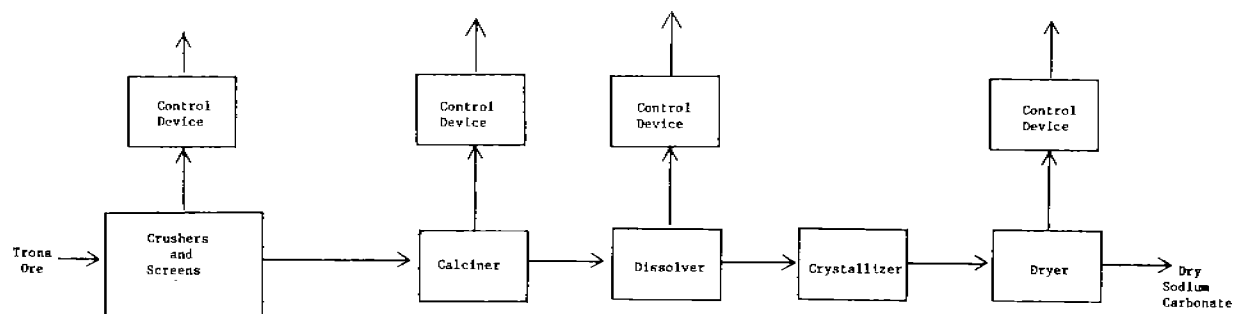 Control
Device
Control
Device
Control
Device
Control
Device
Trona
Ore
Crushers
and
Screens
Calciner
Dissolver
Crystallizer
Dryer
Dry
Sodium
Carbonate